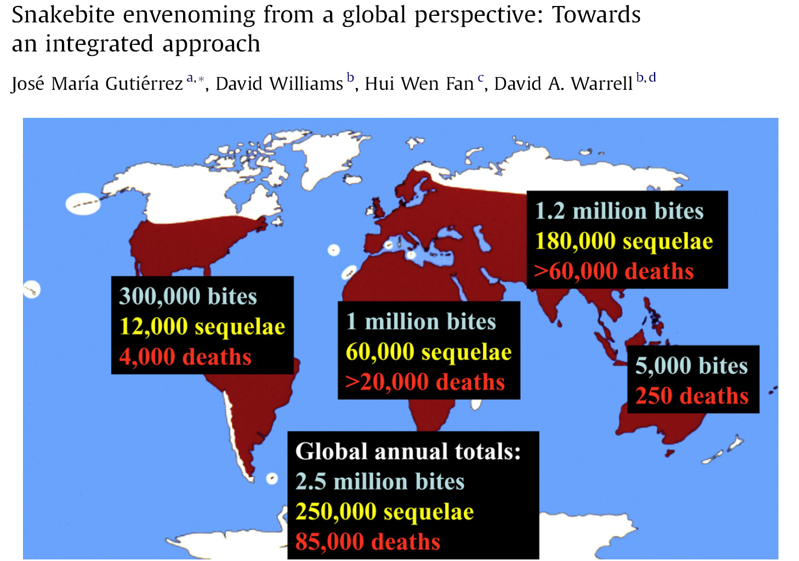 Snakebite envenoming from a global perspective: Towards
an integrated approach
José María Gutiérrez a,*, David Williams b, Hui Wen Fan c, David A. Warrell b,d
1.2 million bites
180,000 sequelae
>60,000 deaths
300,000 bites
12,000 sequelae
4,000 deaths
1 million bites
60,000 sequelae
>20,000 deaths
5,000 bites
250 deaths
Global annual totals:
2.5 million bites
250,000 sequelae
85,000 deaths